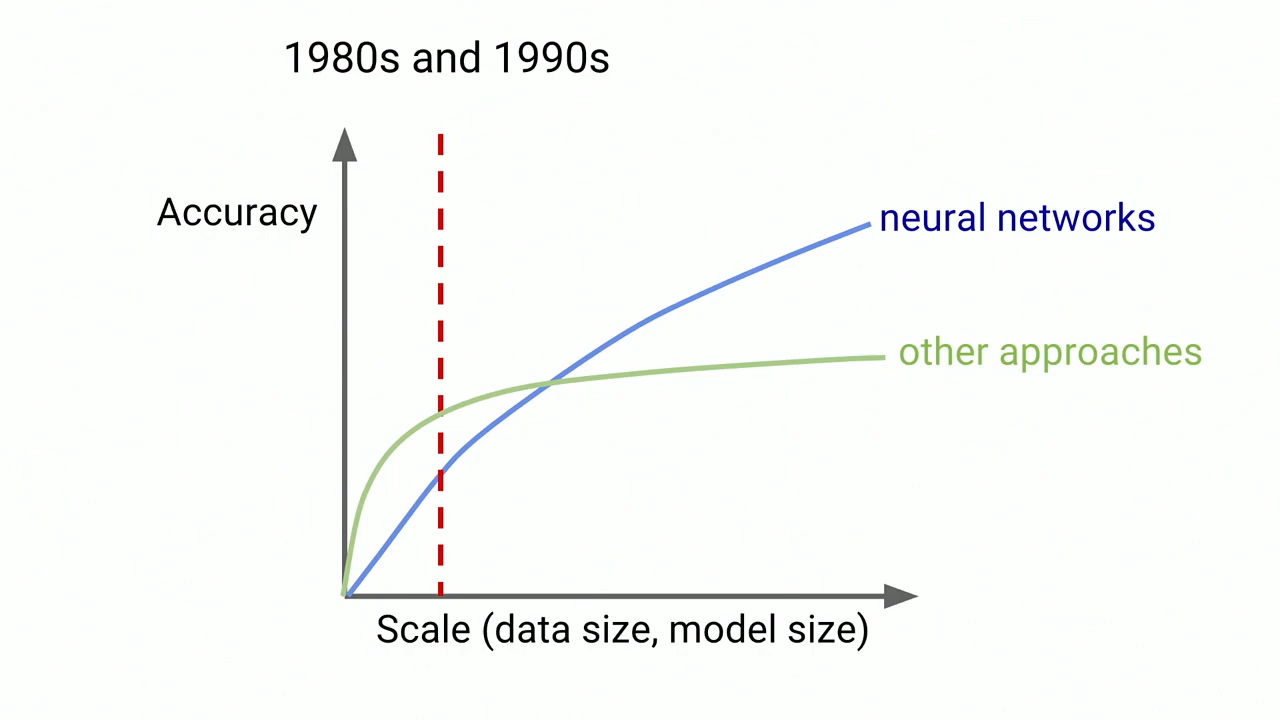 1980s and 1990s
Accuracy
neural networks
other approaches
Scale (data size, model size)